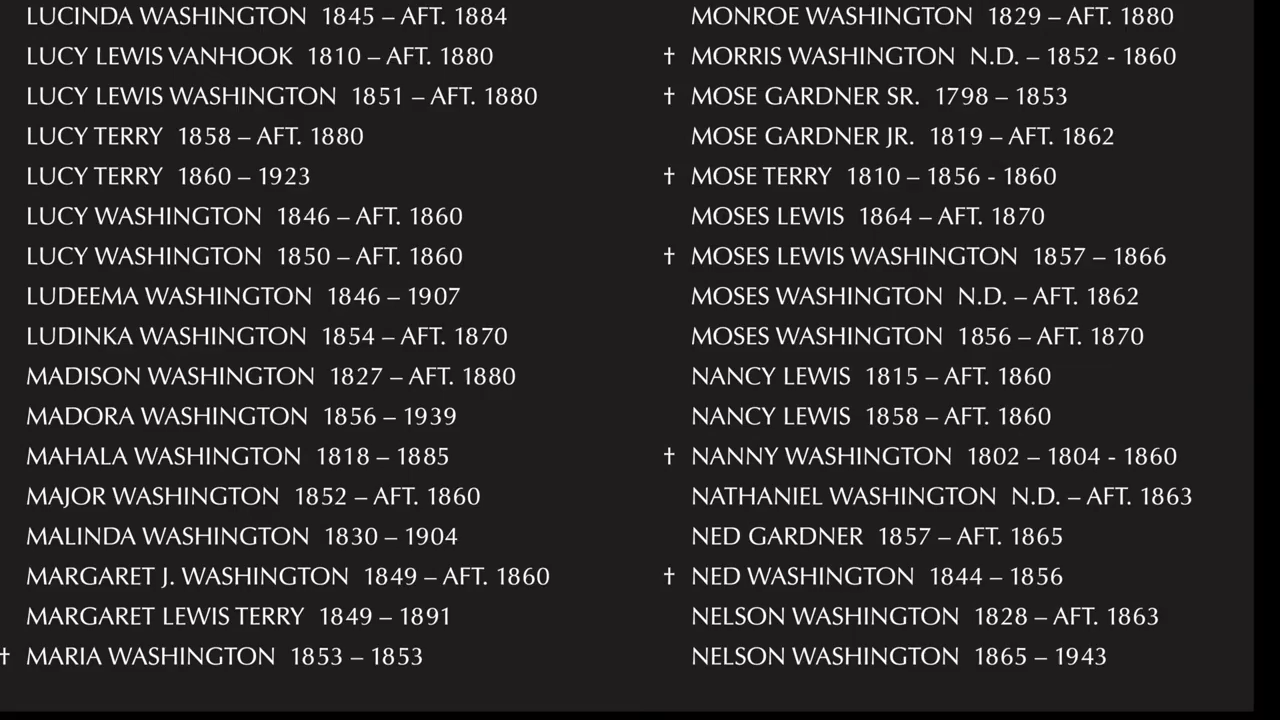 LUCINDA WASHINGTON 1845 – AFT. 1884
LUCY LEWIS VANHOOK 1810 – AFT. 1880
LUCY LEWIS WASHINGTON 1851 – AFT. 1880
LUCY TERRY 1858 – AFT. 1880
LUCY TERRY 1860 – 1923
LUCY WASHINGTON 1846 – AFT. 1860
LUCY WASHINGTON 1850 – AFT. 1860
LUDEEMA WASHINGTON 1846 – 1907
LUDINKA WASHINGTON 1854 – AFT. 1870
MADISON WASHINGTON 1827 – AFT. 1880
MADORA WASHINGTON 1856 – 1939
MAHALA WASHINGTON 1818 – 1885
MAJOR WASHINGTON 1852 – AFT. 1860
MALINDA WASHINGTON 1830 – 1904
MARGARET J. WASHINGTON 1849 – AFT. 1860
MARGARET LEWIS TERRY 1849 – 1891
† MARIA WASHINGTON 1853 – 1853
MONROE WASHINGTON 1829 – AFT. 1880
† MORRIS WASHINGTON N.D. – 1852 - 1860
† MOSE GARDNER SR. 1798 – 1853
MOSE GARDNER JR. 1819 – AFT. 1862
† MOSE TERRY 1810 – 1856 - 1860
MOSES LEWIS 1864 – AFT. 1870
† MOSES LEWIS WASHINGTON 1857 – 1866
MOSES WASHINGTON N.D. – AFT. 1862
MOSES WASHINGTON 1856 – AFT. 1870
NANCY LEWIS 1815 – AFT. 1860
NANCY LEWIS 1858 – AFT. 1860
† NANNY WASHINGTON 1802 – 1804 - 1860
NATHANIEL WASHINGTON N.D. – AFT. 1863
NED GARDNER 1857 – AFT. 1865
† NED WASHINGTON 1844 – 1856
NELSON WASHINGTON 1828 – AFT. 1863
NELSON WASHINGTON 1865 – 1943